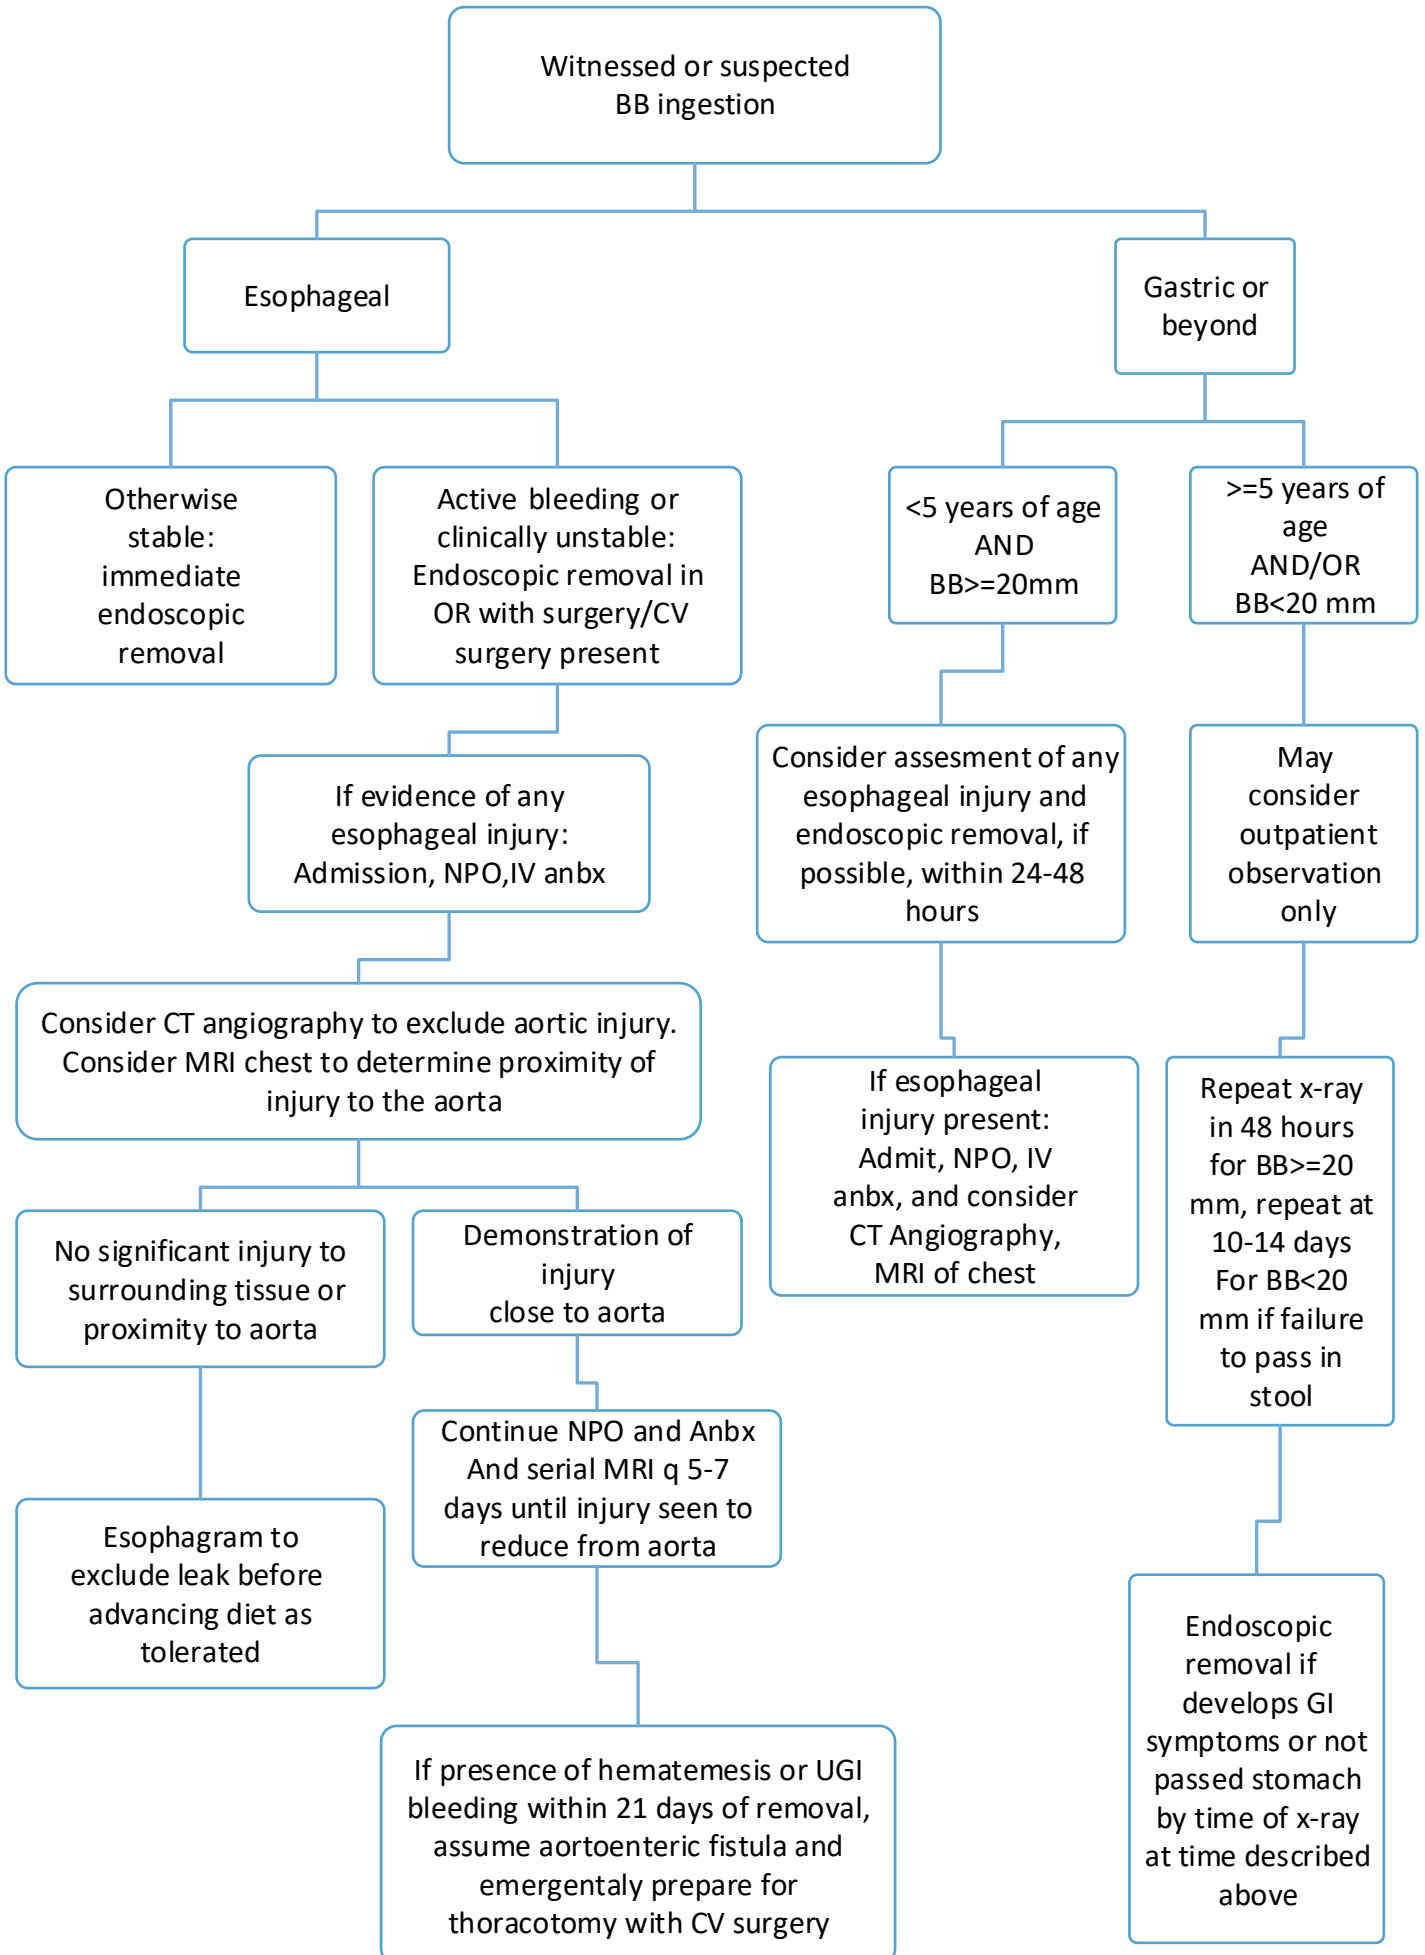 Witnessed or suspected
BB ingestion
Esophageal
Gastric or
beyond
Otherwise
stable:
immediate
endoscopic
removal
Active bleeding or
clinically unstable:
Endoscopic removal in
OR with surgery/CV
surgery present
<5 years of age
AND
BB>=20mm
>=5 years of
age
AND/OR
BB<20 mm
If evidence of any
esophageal injury:
Admission, NPO,IV anbx
Consider assesment of any
esophageal injury and
endoscopic removal, if
possible, within 24-48
hours
May
consider
outpatient
observation
only
Consider CT angiography to exclude aortic injury.
Consider MRI chest to determine proximity of
injury to the aorta
If esophageal
injury present:
Admit, NPO, IV
anbx, and consider
CT Angiography,
MRI of chest
Repeat x-ray
in 48 hours
for BB>=20
mm, repeat at
10-14 days
For BB<20
mm if failure
to pass in
stool
No significant injury to
surrounding tissue or
proximity to aorta
Demonstration of
injury
close to aorta
Continue NPO and Anbx
And serial MRI q 5-7
days until injury seen to
reduce from aorta
Esophagram to
exclude leak before
advancing diet as
tolerated
Endoscopic
removal if
develops GI
symptoms or not
passed stomach
by time of x-ray
at time described
above
If presence of hematemesis or UGI
bleeding within 21 days of removal,
assume aortoenteric fistula and
emergentaly prepare for
thoracotomy with CV surgery